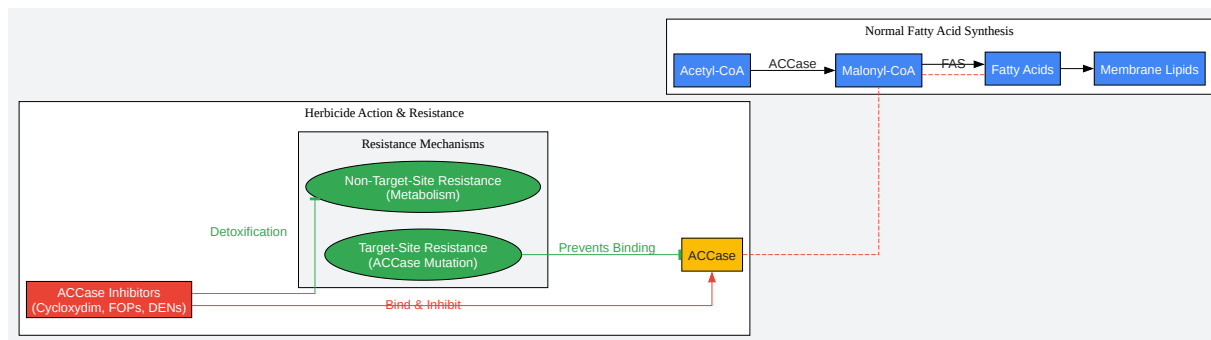 Normal Fatty Acid Synthesis
Acetyl-CoA
ACCase
Malonyl-CoA
FAS
Fatty Acids
Membrane Lipids
Herbicide Action & Resistance
Resistance Mechanisms
Non-Target-Site Resistance
(Metabolism)
Detoxification
Target-Site Resistance
(ACCase Mutation)
Prevents Binding
ACCase
ACCase Inhibitors
(Cycloxydim, FOPs, DENs)
Bind & Inhibit